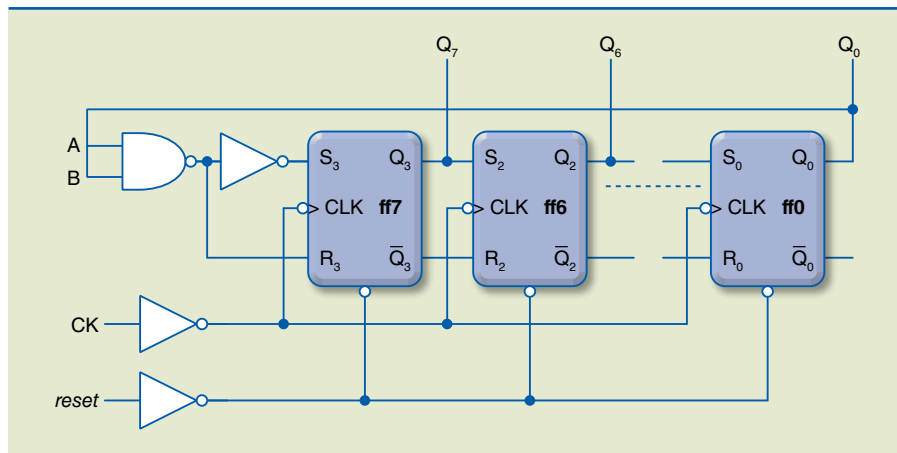 Q₇ Q₆ Q₀
A
B
S₃ Q₃ S₂ Q₂ S₀ Q₀
> CLK ff7 > CLK ff6 > CLK ff0
R₃ Q̅₃ R₂ Q̅₂ R₀ Q̅₀
CK
reset